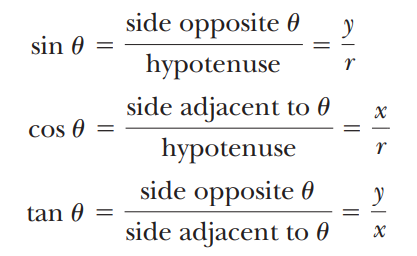 sin θ = side opposite θ / hypotenuse = y / r
cos θ = side adjacent to θ / hypotenuse = x / r
tan θ = side opposite θ / side adjacent to θ = y / x